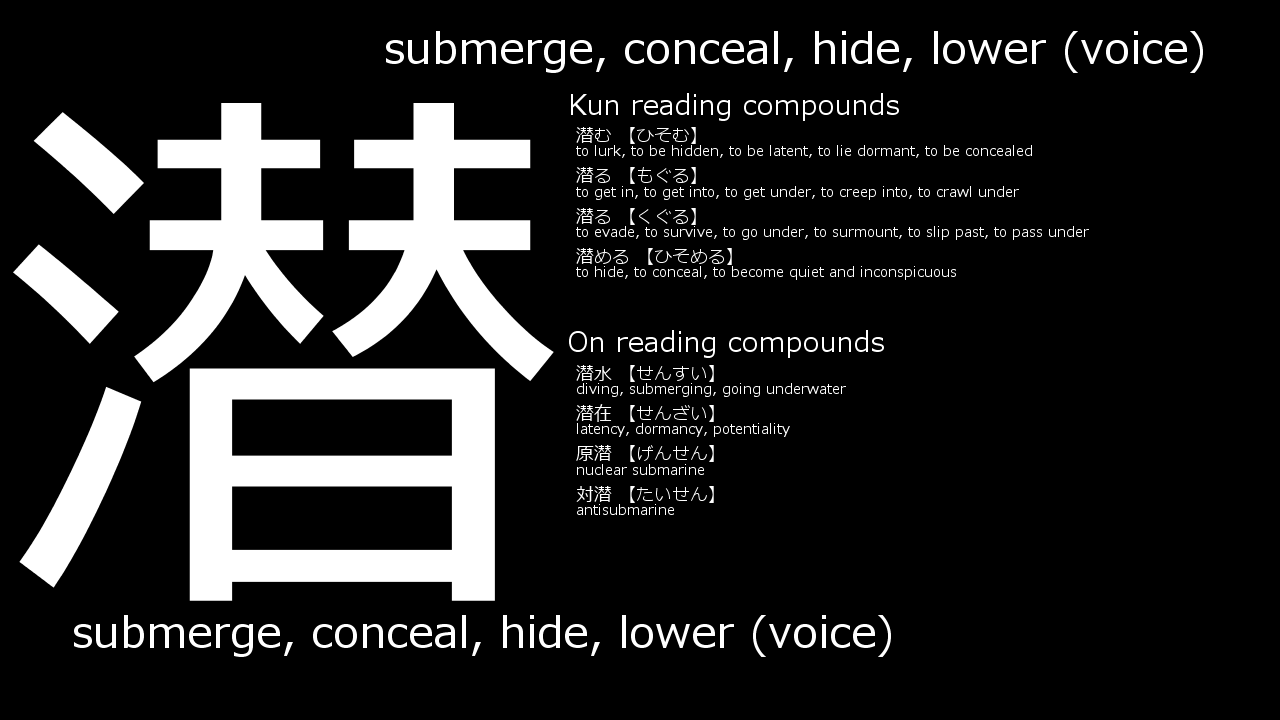 submerge, conceal, hide, lower (voice)
潜
Kun reading compounds
潜む 【ひそむ】
to lurk, to be hidden, to be latent, to lie dormant, to be concealed
潜る 【もぐる】
to get in, to get into, to get under, to creep into, to crawl under
潜る 【くぐる】
to evade, to survive, to go under, to surmount, to slip past, to pass under
潜める 【ひそめる】
to hide, to conceal, to become quiet and inconspicuous
On reading compounds
潜水 【せんすい】
diving, submerging, going underwater
潜在 【せんざい】
latency, dormancy, potentiality
原潜 【げんせん】
nuclear submarine
対潜 【たいせん】
antisubmarine
submerge, conceal, hide, lower (voice)